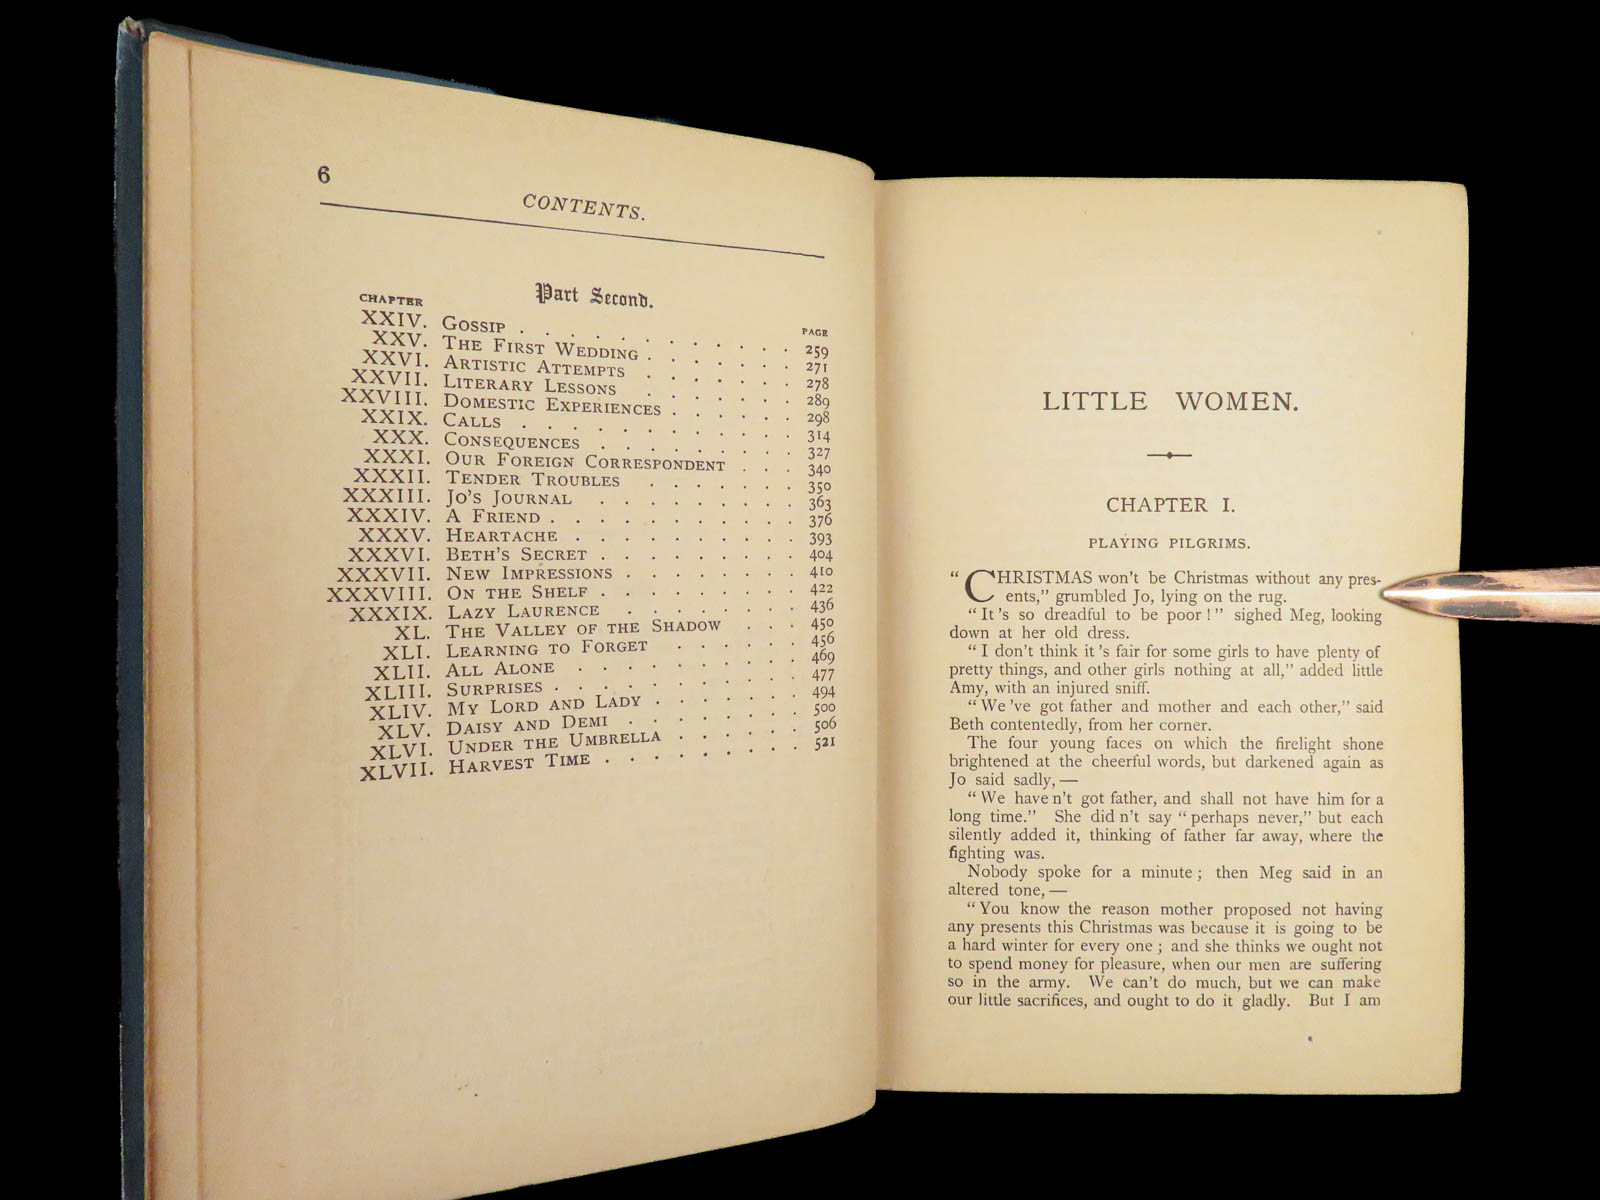 6
CONTENTS.
Part Second.
CHAPTER PAGE
XXIV. GOSSIP . . . . . . . . . . 259
XXV. THE FIRST WEDDING . . . . . . 271
XXVI. ARTISTIC ATTEMPTS . . . . . . 278
XXVII. LITERARY LESSONS . . . . . . 289
XXVIII. DOMESTIC EXPERIENCES . . . . . 298
XXIX. CALLS . . . . . . . . . . 314
XXX. CONSEQUENCES . . . . . . . . 327
XXXI. OUR FOREIGN CORRESPONDENT . . . 340
XXXII. TENDER TROUBLES . . . . . . 350
XXXIII. JO'S JOURNAL . . . . . . . . 363
XXXIV. A FRIEND . . . . . . . . . . 376
XXXV. HEARTACHE . . . . . . . . . 393
XXXVI. BETH'S SECRET . . . . . . . . 404
XXXVII. NEW IMPRESSIONS . . . . . . . 410
XXXVIII. ON THE SHELF . . . . . . . . 422
XXXIX. LAZY LAURENCE . . . . . . . 436
XL. THE VALLEY OF THE SHADOW . . . 450
XLI. LEARNING TO FORGET . . . . . 456
XLII. ALL ALONE . . . . . . . . . 469
XLIII. SURPRISES . . . . . . . . . . 477
XLIV. MY LORD AND LADY . . . . . . 494
XLV. DAISY AND DEMI . . . . . . . 500
XLVI. UNDER THE UMBRELLA . . . . . 506
XLVII. HARVEST TIME . . . . . . . . 521
LITTLE WOMEN.
CHAPTER I.
PLAYING PILGRIMS.
"CHRISTMAS won't be Christmas without any pres-
ents," grumbled Jo, lying on the rug.
"It's so dreadful to be poor!" sighed Meg, looking
down at her old dress.
"I don't think it's fair for some girls to have plenty of
pretty things, and other girls nothing at all," added little
Amy, with an injured sniff.
"We've got father and mother and each other," said
Beth contentedly, from her corner.
The four young faces on which the firelight shone
brightened at the cheerful words, but darkened again as
Jo said sadly,—
"We haven't got father, and shall not have him for a
long time." She didn't say "perhaps never," but each
silently added it, thinking of father far away, where the
fighting was.
Nobody spoke for a minute; then Meg said in an
altered tone,—
"You know the reason mother proposed not having
any presents this Christmas was because it is going to be
a hard winter for every one; and she thinks we ought not
to spend money for pleasure, when our men are suffering
so in the army. We can't do much, but we can make
our little sacrifices, and ought to do it gladly. But I am